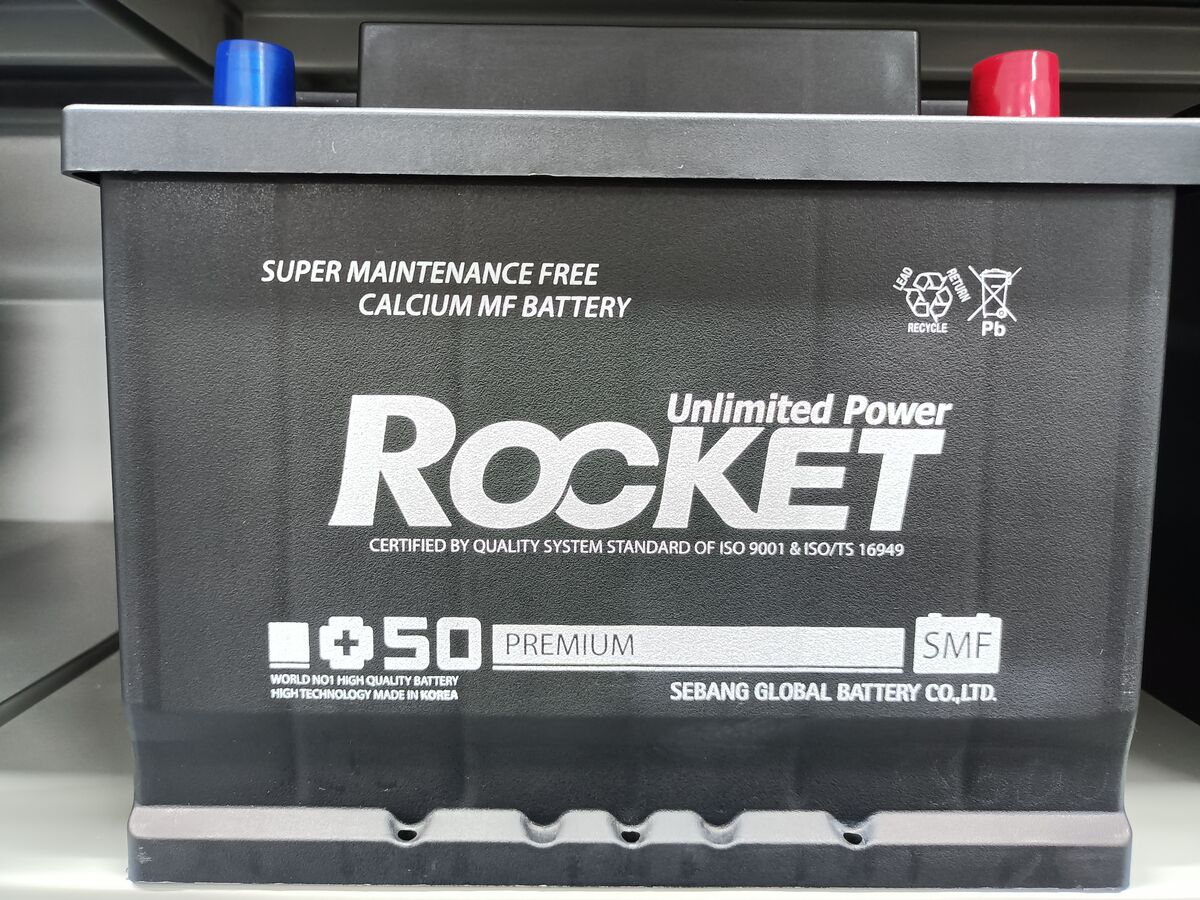 SUPER MAINTENANCE FREE
CALCIUM MF BATTERY
LEAD RETURN
RECYCLE
Pb
Unlimited Power
ROCKET
CERTIFIED BY QUALITY SYSTEM STANDARD OF ISO 9001 & ISO/TS 16949
50 PREMIUM
SMF
WORLD NO1 HIGH QUALITY BATTERY
HIGH TECHNOLOGY MADE IN KOREA
SEBANG GLOBAL BATTERY CO.,LTD.